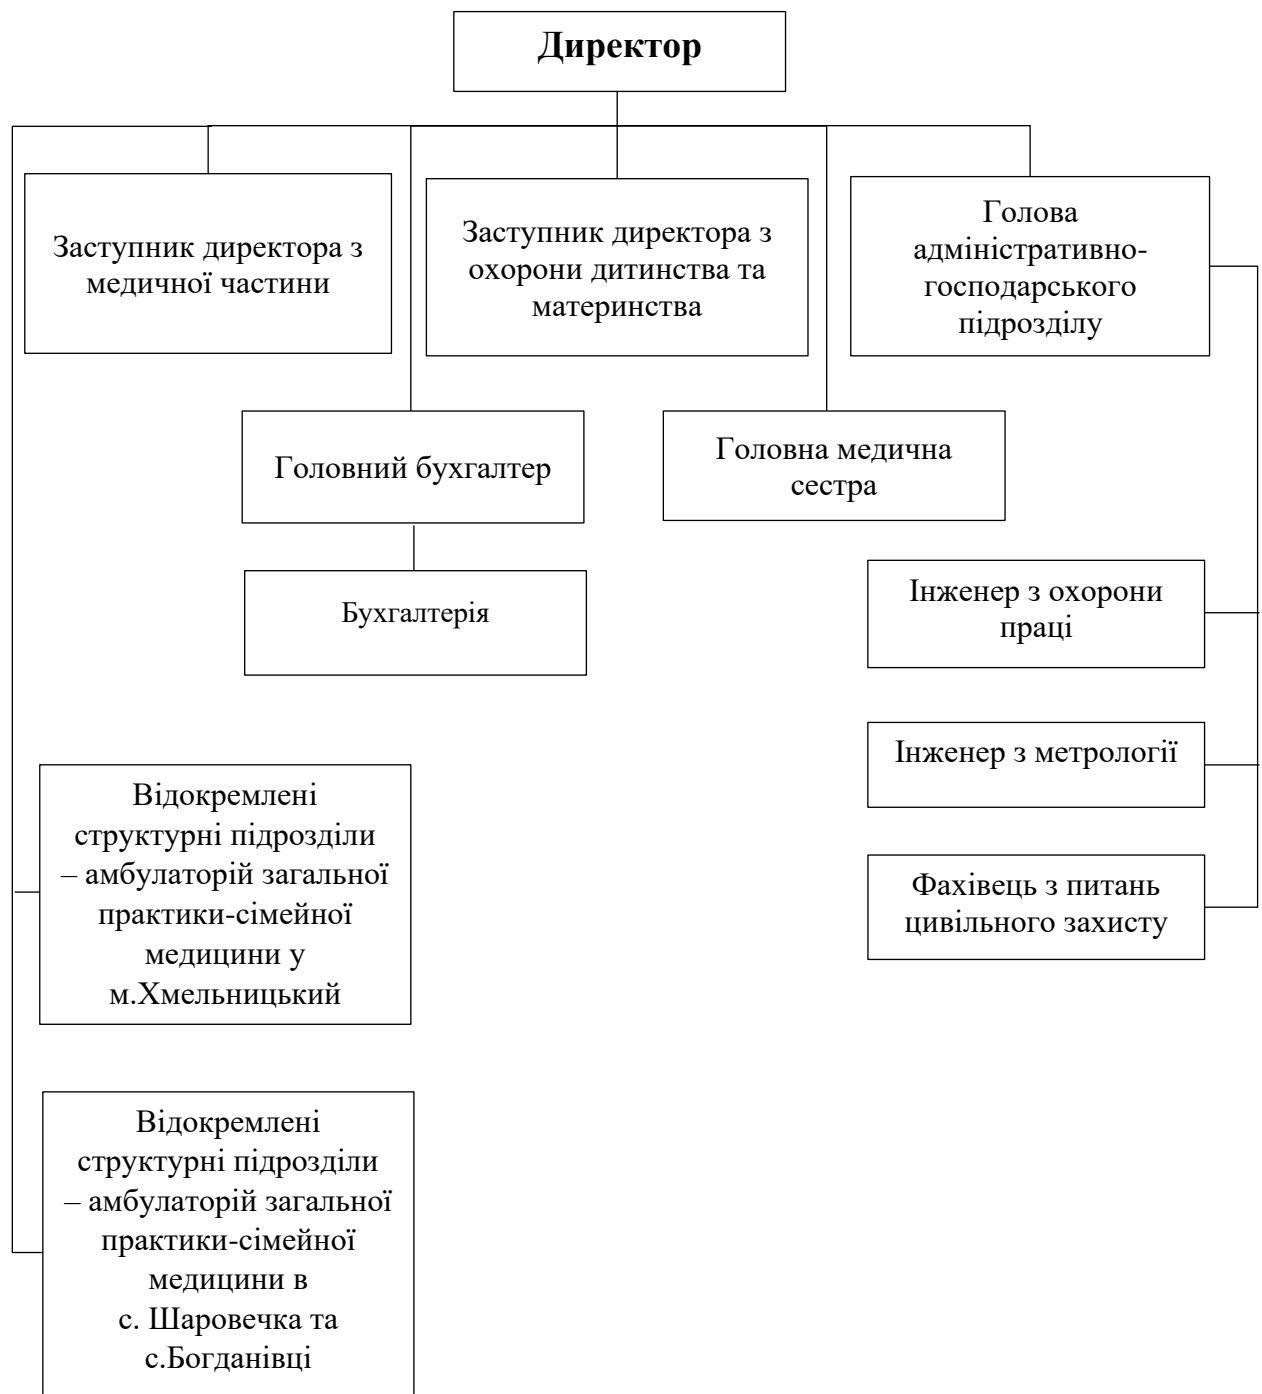 Директор
Заступник директора з
медичної частини
Заступник директора з
охорони дитинства та
материнства
Голова
адміністративно-
господарського
підрозділу
Головний бухгалтер
Головна медична
сестра
Бухгалтерія
Інженер з охорони
праці
Інженер з метрології
Фахівець з питань
цивільного захисту
Відокремлені
структурні підрозділи
– амбулаторій загальної
практики-сімейної
медицини у
м.Хмельницький
Відокремлені
структурні підрозділи
– амбулаторій загальної
практики-сімейної
медицини в
с. Шаровечка та
с.Богданівці